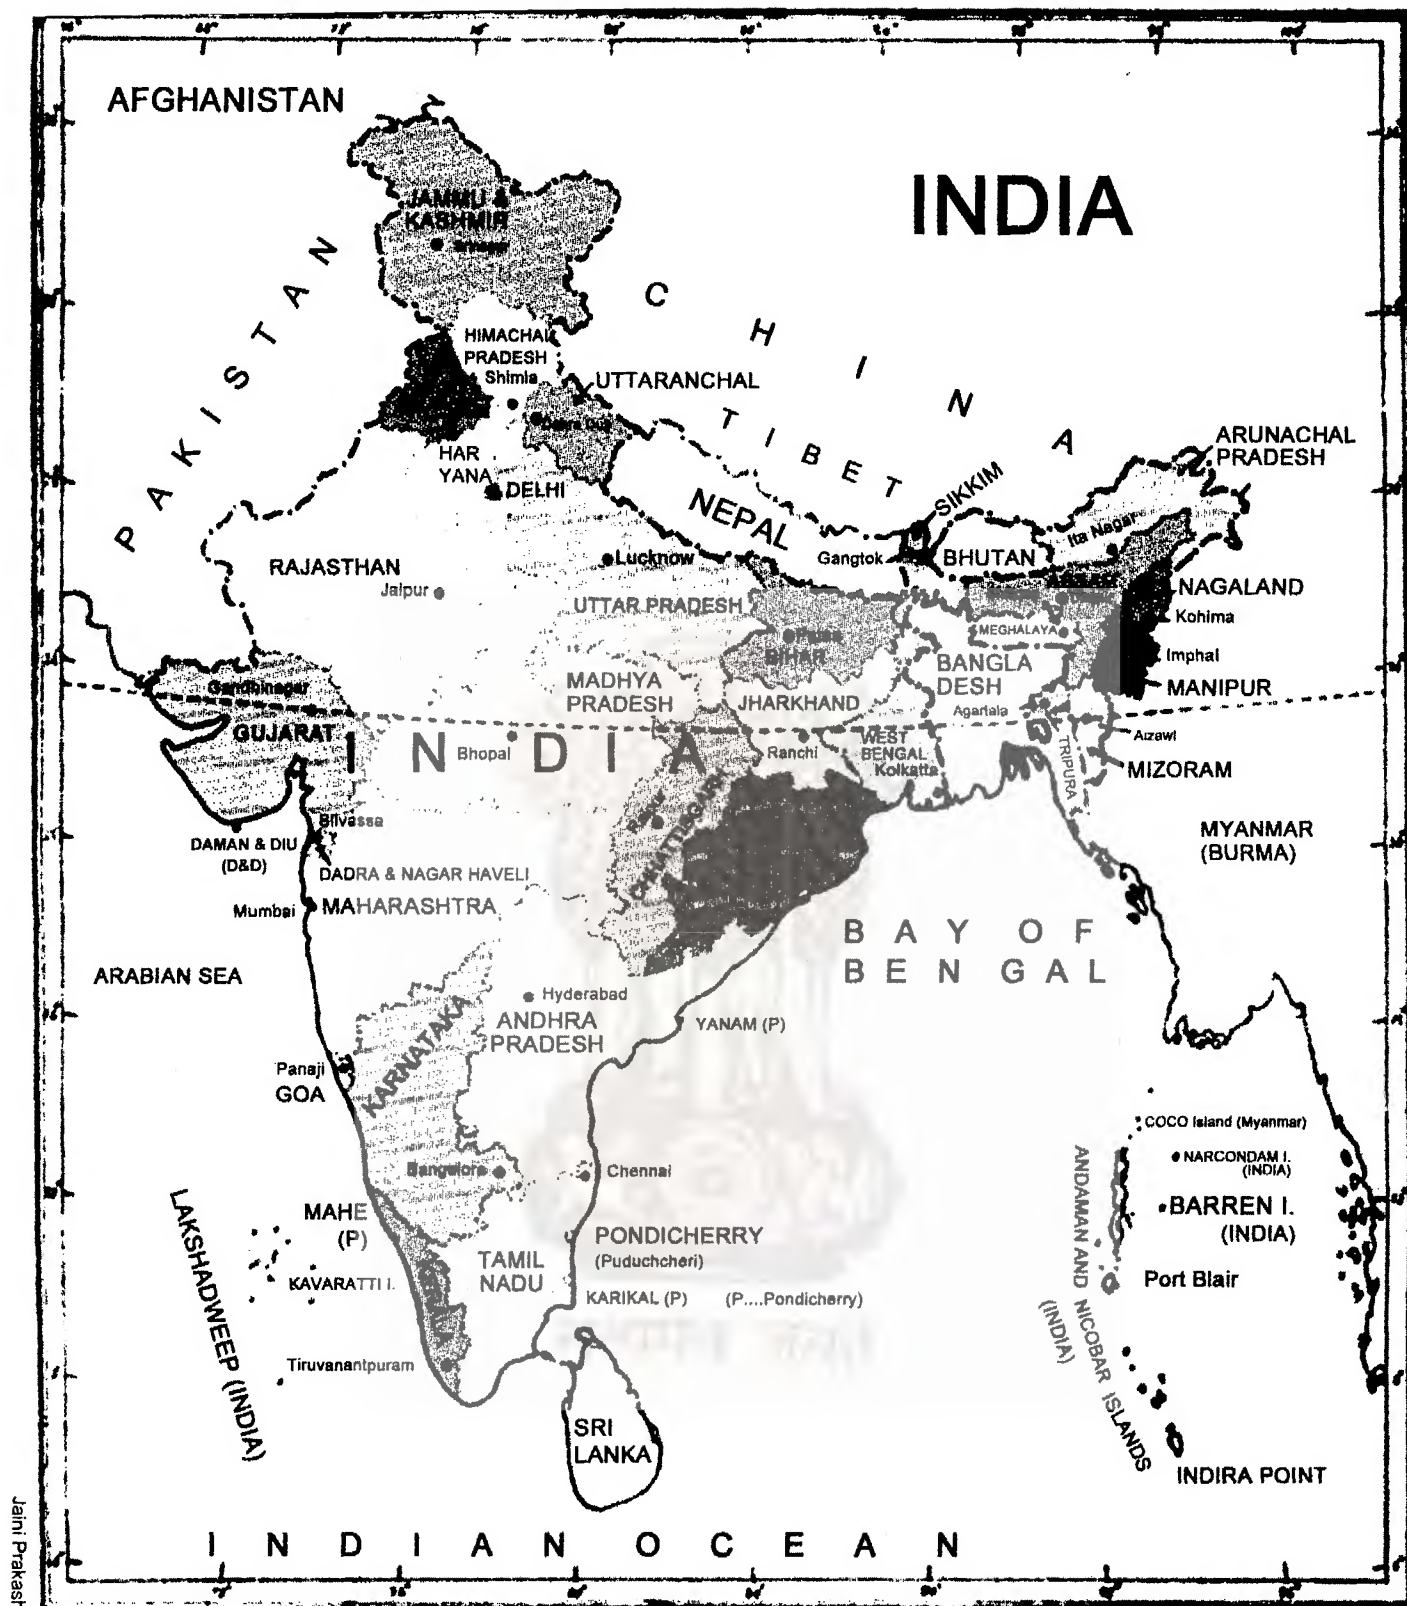 AFGHANISTAN
INDIA
JAMMU &
KASHMIR
PAKISTAN
CHINA
TIBET
HIMACHAL
PRADESH
Shimla
UTTARANCHAL
HAR
YANA
DELHI
ARUNACHAL
PRADESH
SIKKIM
NEPAL
Ita Nagar
Gangtok
BHUTAN
Lucknow
RAJASTHAN
Jaipur
NAGALAND
UTTAR PRADESH
Kohima
MEGHALAYA
BIHAR
Imphal
BANGLA
DESH
MADHYA
PRADESH
Gandhinagar
MANIPUR
JHARKHAND
Agartala
GUJARAT
INDIA
Bhopal
Ranchi
WEST
BENGAL
Kolkatta
Aizawl
TRIPURA
MIZORAM
CHHATTISGARH
Bilvassa
DAMAN & DIU
(D&D)
MYANMAR
(BURMA)
DADRA & NAGAR HAVELI
Mumbai
MAHARASHTRA
BAY OF
BENGAL
ARABIAN SEA
Hyderabad
ANDHRA
PRADESH
YANAM (P)
KARNATAKA
Panaji
GOA
COCO Island (Myanmar)
NARCONDAM I.
(INDIA)
Bangalore
Chennai
BARREN I.
(INDIA)
MAHE
(P)
PONDICHERRY
(Puduchcheri)
LAKSHADWEEP (INDIA)
TAMIL
NADU
KAVARATTI I.
Port Blair
KARIKAL (P)
(P....Pondicherry)
KERALA
ANDAMAN AND NICOBAR ISLANDS
(INDIA)
Tiruvanantpuram
SRI
LANKA
INDIRA POINT
INDIAN OCEAN
Jaini Prakash